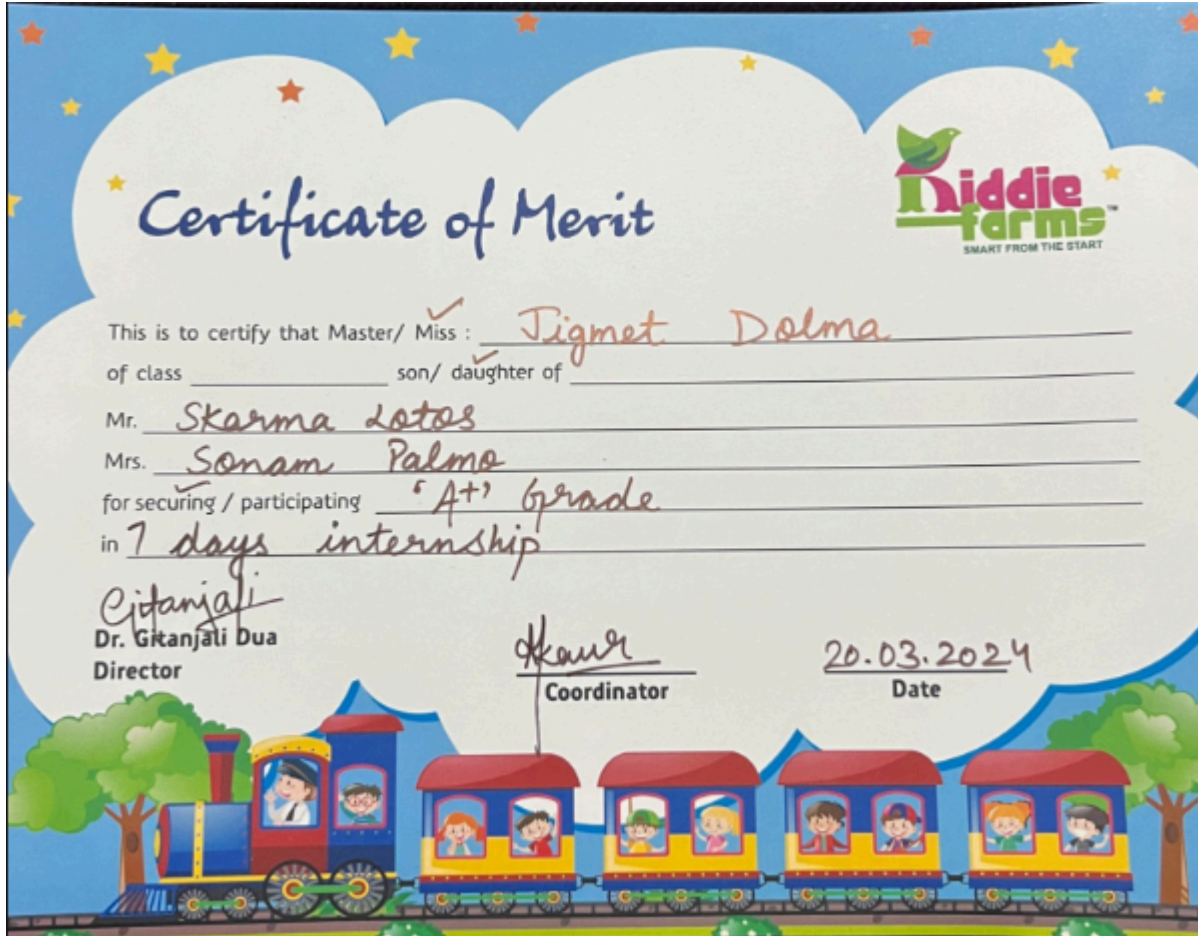 Certificate of Merit
Kiddie
farms™
SMART FROM THE START
This is to certify that Master/ Miss : Jigmet Dolma
of class son/ daughter of
Mr. Skarma Lotos
Mrs. Sonam Palmo
for securing / participating 'A+' Grade
in 7 days internship
Gitanjali
Dr. Gitanjali Dua
Director
HKaur
Coordinator
20.03.2024
Date